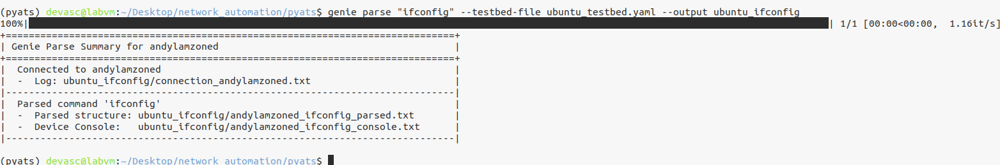 (pyats) devasc@labvm:~/Desktop/network_automation/pyats$ genie parse "ifconfig" --testbed-file ubuntu_testbed.yaml --output ubuntu_ifconfig
100%|██████████| 1/1 [00:00<00:00,  1.16it/s]
+==============================================================================+
| Genie Parse Summary for andylamzoned                                         |
+==============================================================================+
|  Connected to andylamzoned                                                   |
|  -  Log: ubuntu_ifconfig/connection_andylamzoned.txt                         |
|------------------------------------------------------------------------------|
|  Parsed command 'ifconfig'                                                   |
|  -  Parsed structure: ubuntu_ifconfig/andylamzoned_ifconfig_parsed.txt       |
|  -  Device Console:   ubuntu_ifconfig/andylamzoned_ifconfig_console.txt      |
|------------------------------------------------------------------------------|
(pyats) devasc@labvm:~/Desktop/network_automation/pyats$